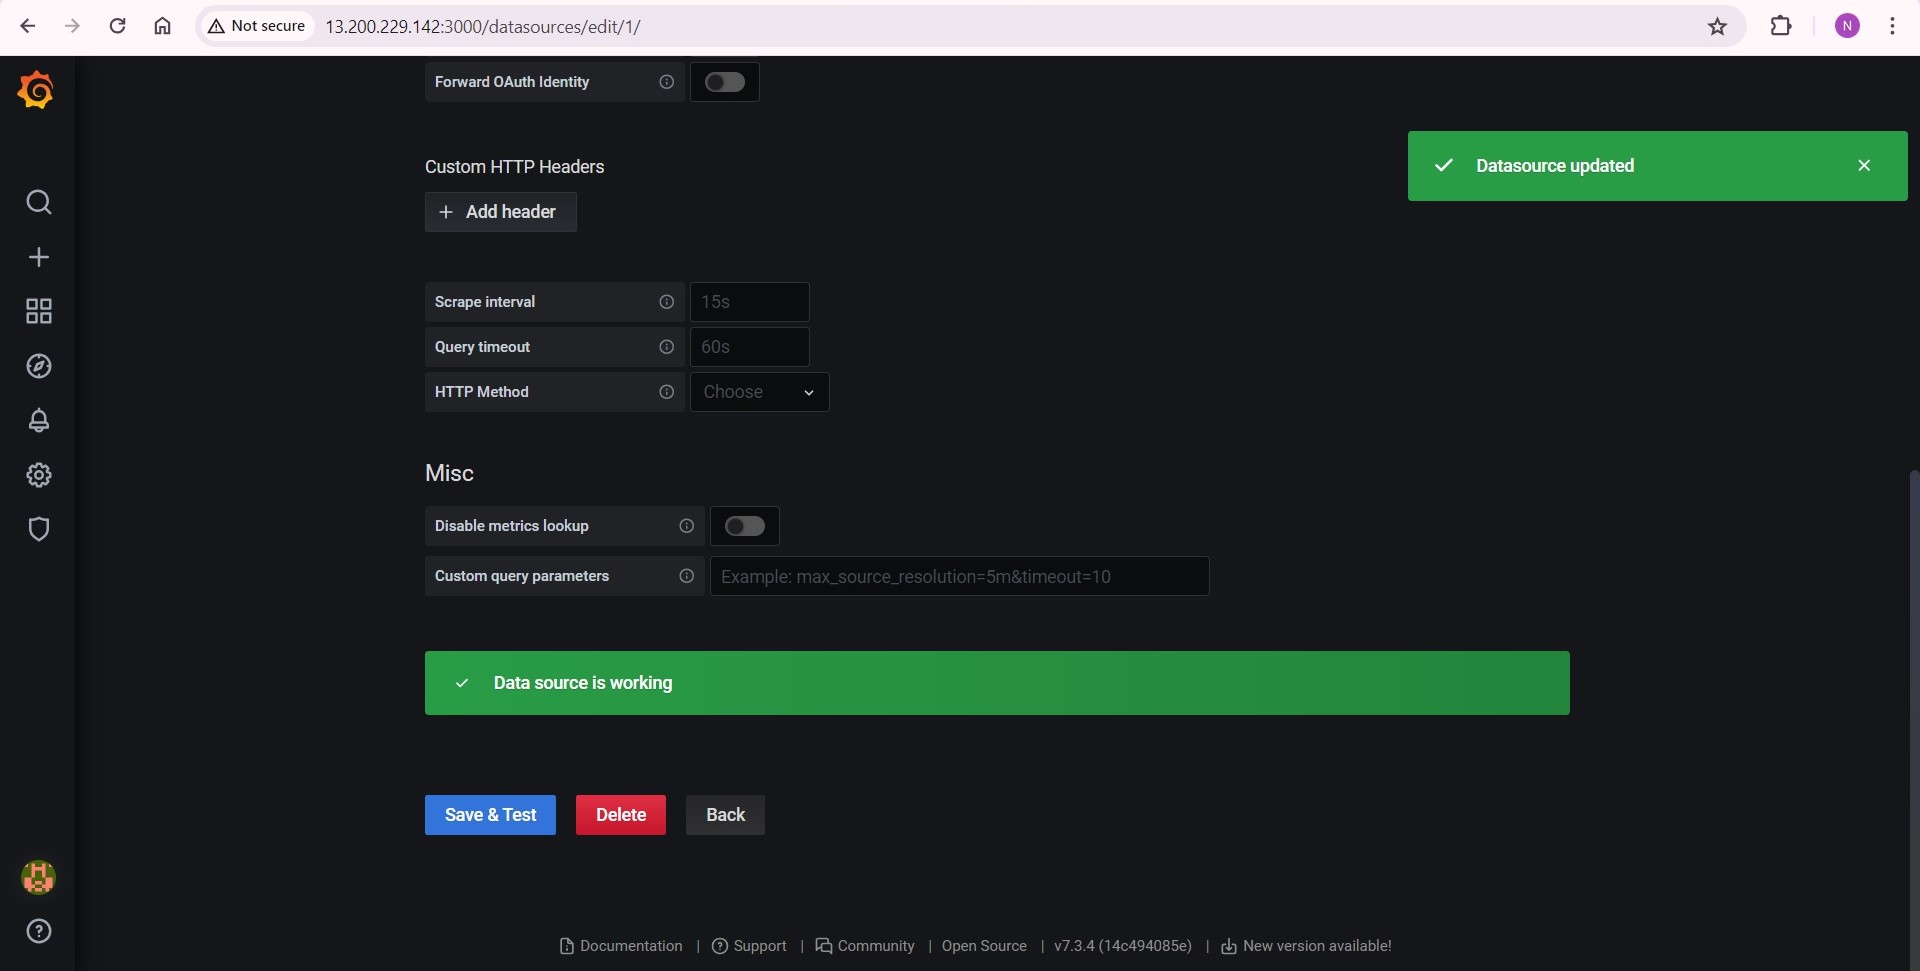 Not secure 13.200.229.142:3000/datasources/edit/1/
N
Forward OAuth Identity
Datasource updated
Custom HTTP Headers
Add header
Scrape interval 15s
Query timeout 60s
HTTP Method Choose
Misc
Disable metrics lookup
Custom query parameters Example: max_source_resolution=5m&timeout=10
Data source is working
Save & Test Delete Back
Documentation | Support | Community | Open Source | v7.3.4 (14c494085e) | New version available!